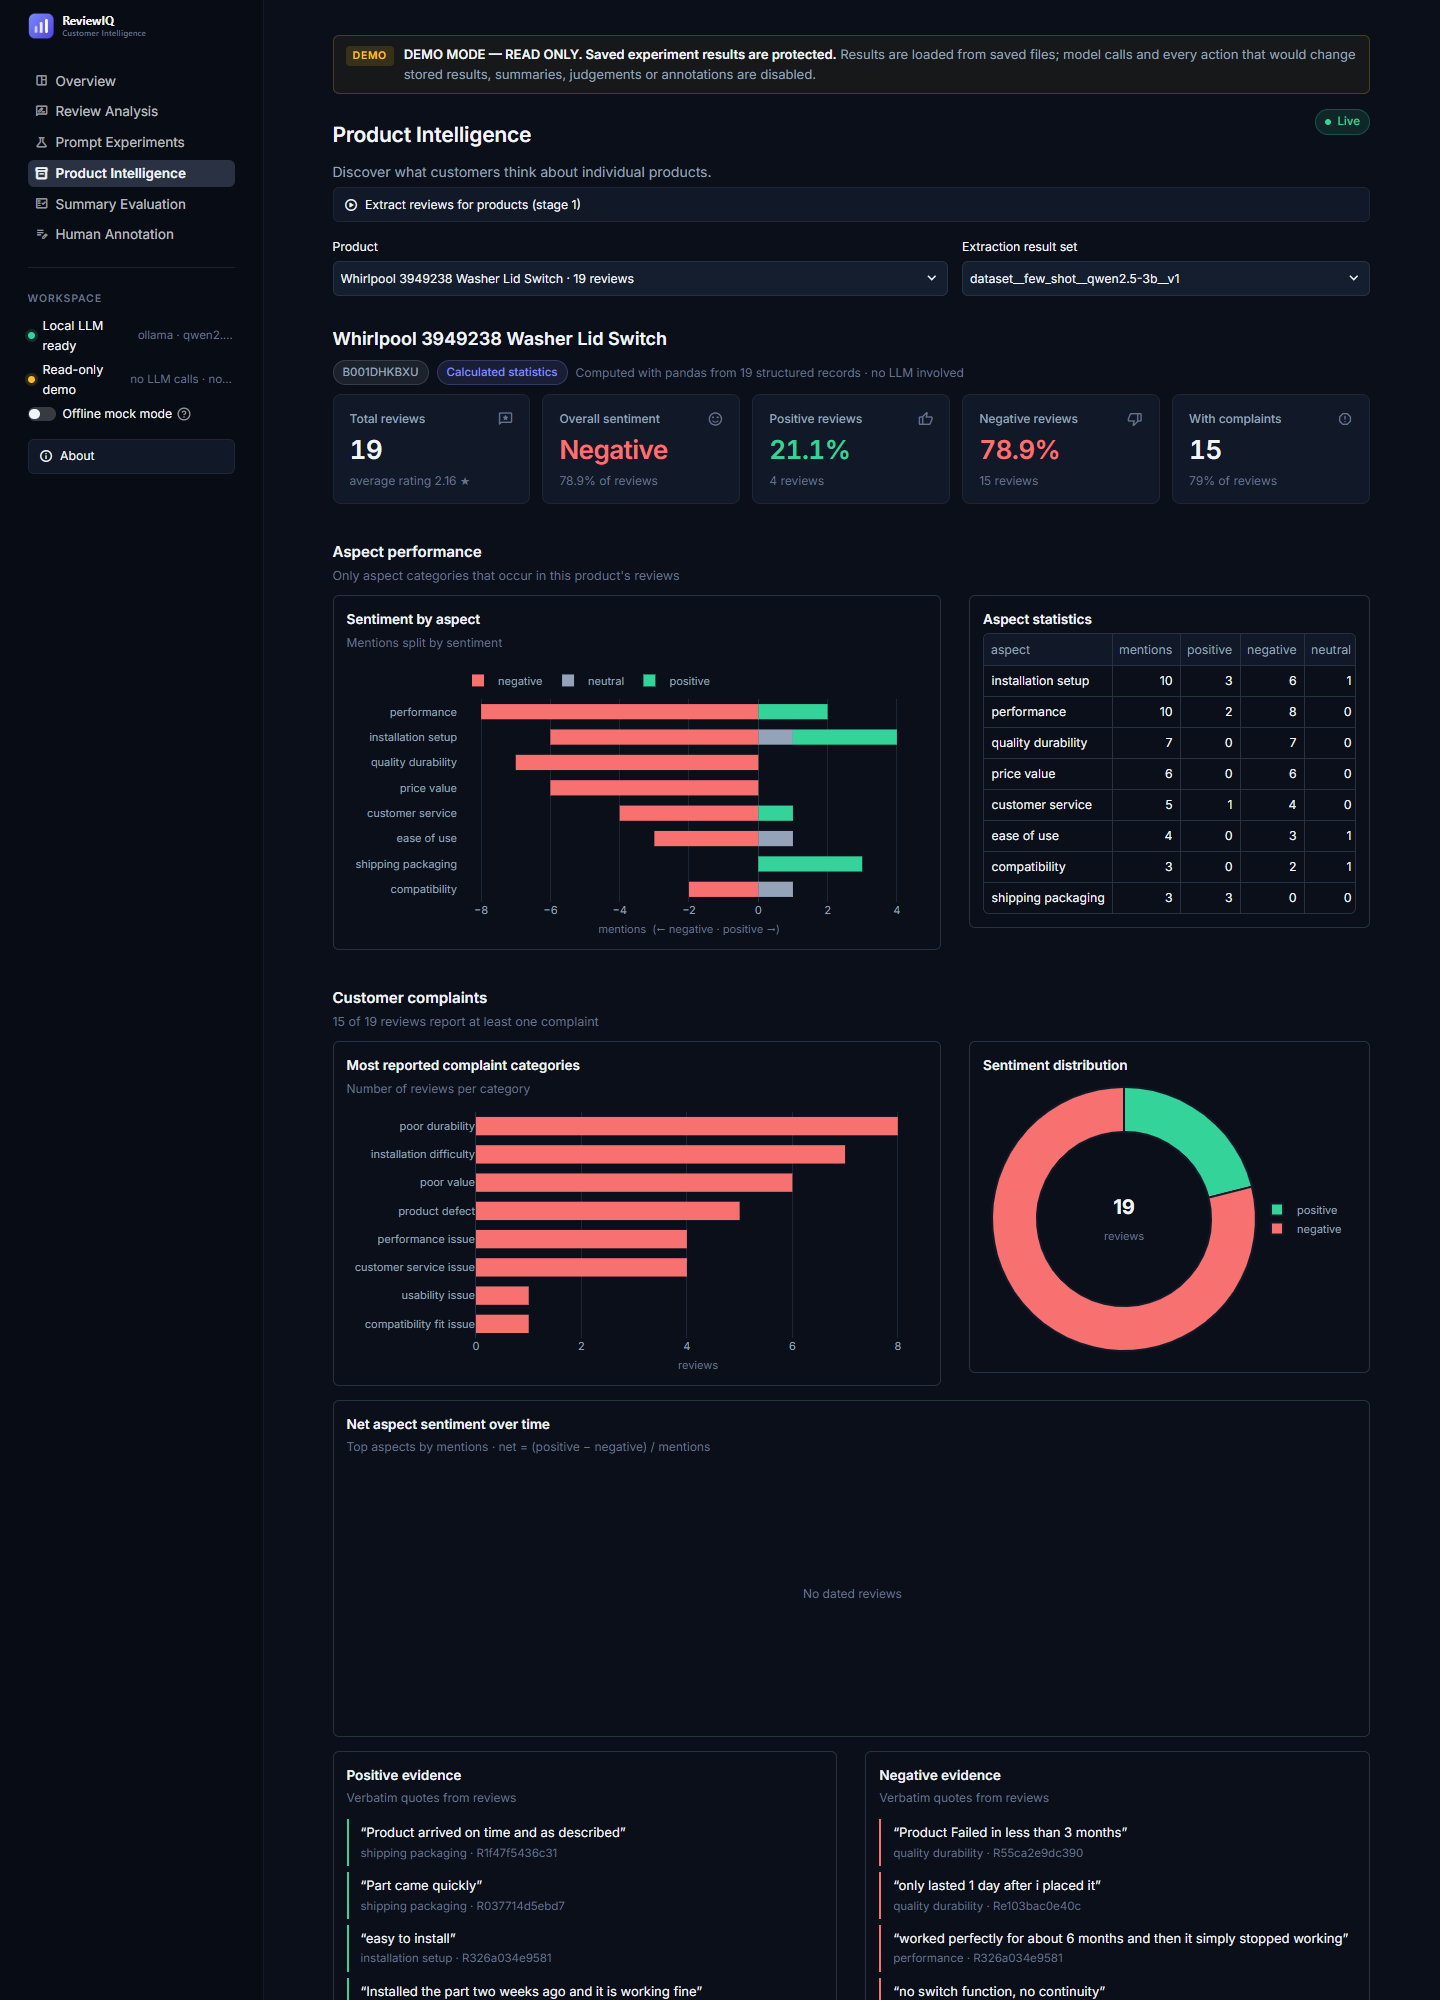 ReviewIQ
Customer Intelligence
Overview
Review Analysis
Prompt Experiments
Product Intelligence
Summary Evaluation
Human Annotation
WORKSPACE
Local LLM ready
ollama · qwen2....
Read-only demo
no LLM calls · no...
Offline mock mode
About
DEMO
DEMO MODE — READ ONLY. Saved experiment results are protected. Results are loaded from saved files; model calls and every action that would change
stored results, summaries, judgements or annotations are disabled.
Live
Product Intelligence
Discover what customers think about individual products.
Extract reviews for products (stage 1)
Product
Extraction result set
Whirlpool 3949238 Washer Lid Switch · 19 reviews
dataset__few_shot__qwen2.5-3b__v1
Whirlpool 3949238 Washer Lid Switch
B001DHKBXU
Calculated statistics
Computed with pandas from 19 structured records · no LLM involved
Total reviews
19
average rating 2.16 ★
Overall sentiment
Negative
78.9% of reviews
Positive reviews
21.1%
4 reviews
Negative reviews
78.9%
15 reviews
With complaints
15
79% of reviews
Aspect performance
Only aspect categories that occur in this product's reviews
Sentiment by aspect
Mentions split by sentiment
negative neutral positive
performance
installation setup
quality durability
price value
customer service
ease of use
shipping packaging
compatibility
−8 −6 −4 −2 0 2 4
mentions (← negative · positive →)
Aspect statistics
aspect mentions positive negative neutral
installation setup 10 3 6 1
performance 10 2 8 0
quality durability 7 0 7 0
price value 6 0 6 0
customer service 5 1 4 0
ease of use 4 0 3 1
compatibility 3 0 2 1
shipping packaging 3 3 0 0
Customer complaints
15 of 19 reviews report at least one complaint
Most reported complaint categories
Number of reviews per category
poor durability
installation difficulty
poor value
product defect
performance issue
customer service issue
usability issue
compatibility fit issue
0 2 4 6 8
reviews
Sentiment distribution
19
reviews
positive
negative
Net aspect sentiment over time
Top aspects by mentions · net = (positive − negative) / mentions
No dated reviews
Positive evidence
Verbatim quotes from reviews
“Product arrived on time and as described”
shipping packaging · R1f47f5436c31
“Part came quickly”
shipping packaging · R037714d5ebd7
“easy to install”
installation setup · R326a034e9581
“Installed the part two weeks ago and it is working fine”
Negative evidence
Verbatim quotes from reviews
“Product Failed in less than 3 months”
quality durability · R55ca2e9dc390
“only lasted 1 day after i placed it”
quality durability · Re103bac0e40c
“worked perfectly for about 6 months and then it simply stopped working”
performance · R326a034e9581
“no switch function, no continuity”